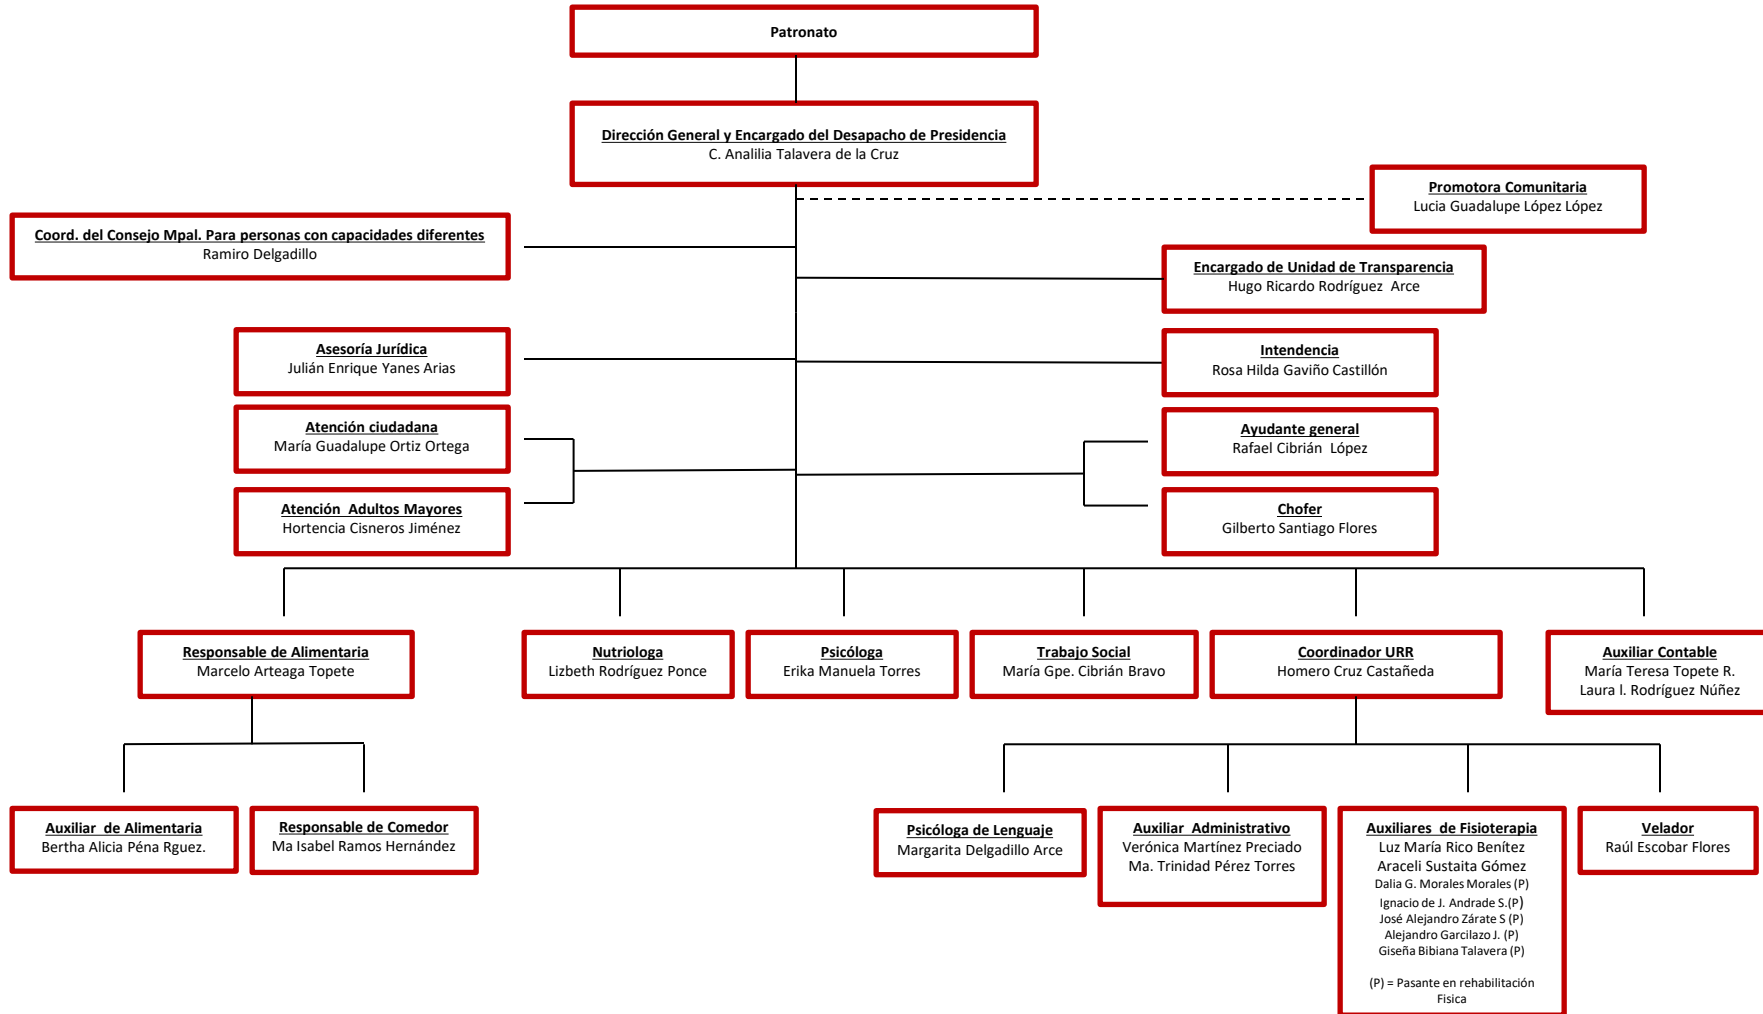 Patronato
Dirección General y Encargado del Desapacho de Presidencia
C. Analilia Talavera de la Cruz
Promotora Comunitaria
Lucia Guadalupe López López
Coord. del Consejo Mpal. Para personas con capacidades diferentes
Ramiro Delgadillo
Encargado de Unidad de Transparencia
Hugo Ricardo Rodríguez  Arce
Asesoría Jurídica
Julián Enrique Yanes Arias
Intendencia
Rosa Hilda Gaviño Castillón
Atención ciudadana
María Guadalupe Ortiz Ortega
Ayudante general
Rafael Cibrián  López
Atención  Adultos Mayores
Hortencia Cisneros Jiménez
Chofer
Gilberto Santiago Flores
Responsable de Alimentaria
Marcelo Arteaga Topete
Nutriologa
Lizbeth Rodríguez Ponce
Psicóloga
Erika Manuela Torres
Trabajo Social
María Gpe. Cibrián Bravo
Coordinador URR
Homero Cruz Castañeda
Auxiliar Contable
María Teresa Topete R.
Laura l. Rodríguez Núñez
Auxiliar  de Alimentaria
Bertha Alicia Péna Rguez.
Responsable de Comedor
Ma Isabel Ramos Hernández
Psicóloga de Lenguaje
Margarita Delgadillo Arce
Auxiliar  Administrativo
Verónica Martínez Preciado
Ma. Trinidad Pérez Torres
Auxiliares  de Fisioterapia
Luz María Rico Benítez
Araceli Sustaita Gómez
Dalia G. Morales Morales (P)
Ignacio de J. Andrade S.(P)
José Alejandro Zárate S (P)
Alejandro Garcilazo J. (P)
Giseña Bibiana Talavera (P)
(P) = Pasante en rehabilitación
Fisica
Velador
Raúl Escobar Flores